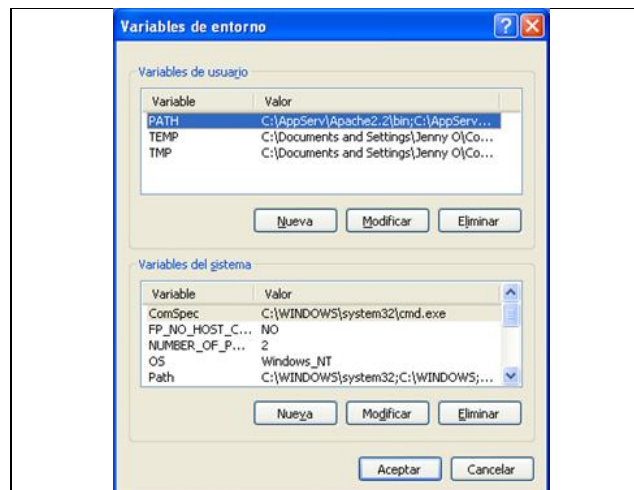 Variables de entorno
Variables de usuario
Variable Valor
PATH C:\AppServ\Apache2.2\bin;C:\AppServ...
TEMP C:\Documents and Settings\Jenny O\Co...
TMP C:\Documents and Settings\Jenny O\Co...
Nueva Modificar Eliminar
Variables del sistema
Variable Valor
ComSpec C:\WINDOWS\system32\cmd.exe
FP_NO_HOST_C... NO
NUMBER_OF_P... 2
OS Windows_NT
Path C:\WINDOWS\system32;C:\WINDOWS;...
Nueva Modificar Eliminar
Aceptar Cancelar